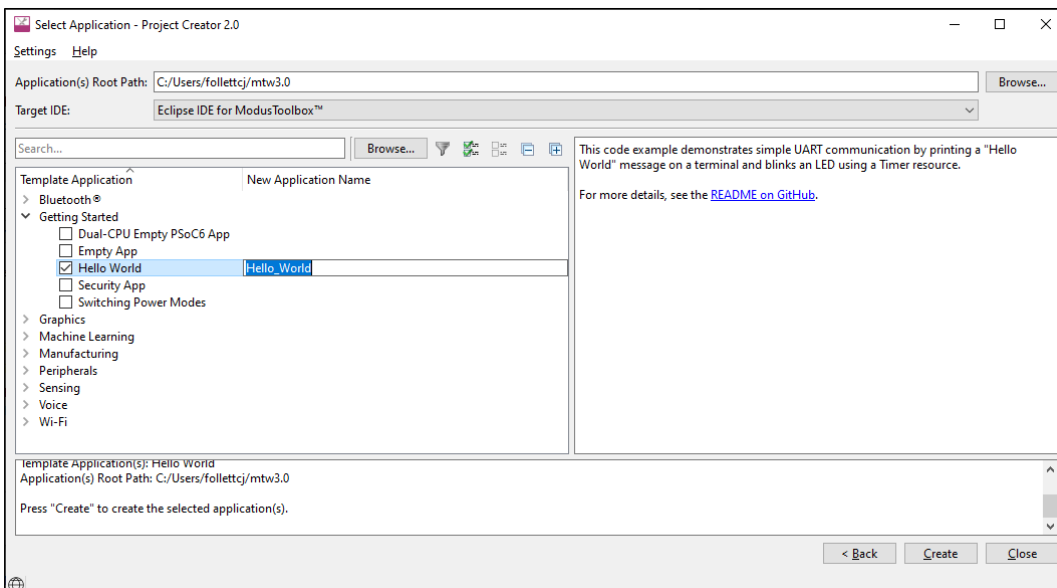 Select Application - Project Creator 2.0
Settings Help
Application(s) Root Path: C:/Users/follettcj/mtw3.0 Browse...
Target IDE: Eclipse IDE for ModusToolbox™
Search... Browse...
Template Application New Application Name
Bluetooth®
Getting Started
Dual-CPU Empty PSoC6 App
Empty App
Hello World Hello_World
Security App
Switching Power Modes
Graphics
Machine Learning
Manufacturing
Peripherals
Sensing
Voice
Wi-Fi
This code example demonstrates simple UART communication by printing a "Hello
World" message on a terminal and blinks an LED using a Timer resource.
For more details, see the README on GitHub.
Template Application(s): Hello World
Application(s) Root Path: C:/Users/follettcj/mtw3.0
Press "Create" to create the selected application(s).
< Back Create Close